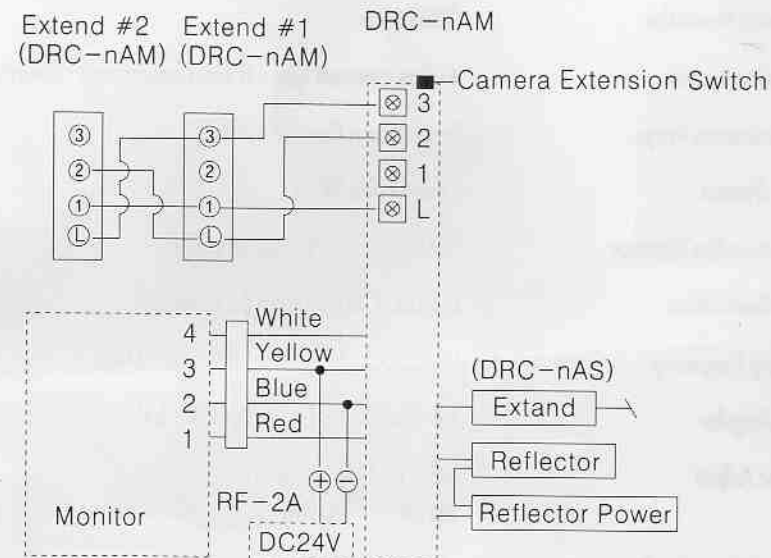 Extend #2
(DRC-nAM)
Extend #1
(DRC-nAM)
DRC-nAM
Camera Extension Switch
3
2
1
L
3
2
1
L
3
2
1
L
4
3
2
1
White
Yellow
Blue
Red
(DRC-nAS)
Extand
Reflector
Reflector Power
Monitor
RF-2A
+
−
DC24V